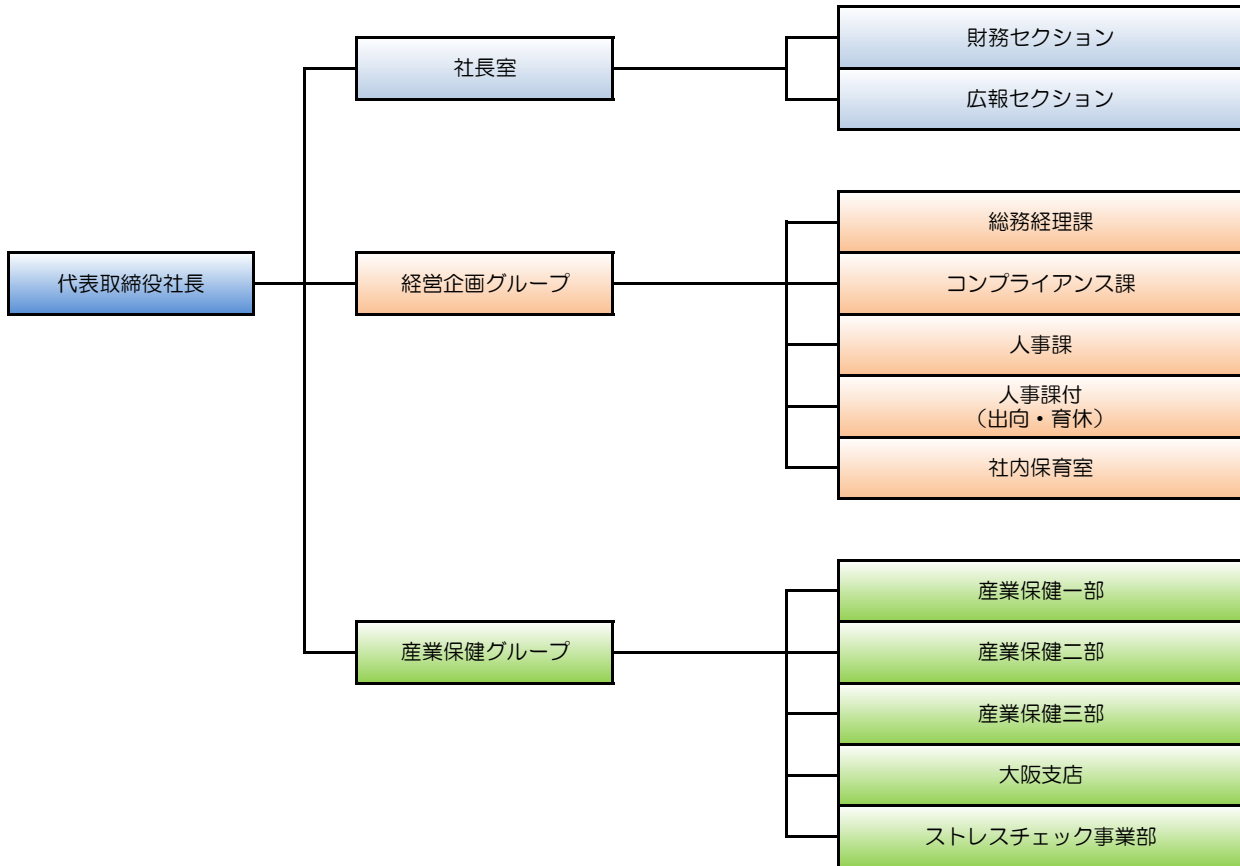 代表取締役社長
社長室
財務セクション
広報セクション
経営企画グループ
総務経理課
コンプライアンス課
人事課
人事課付
（出向・育休）
社内保育室
産業保健グループ
産業保健一部
産業保健二部
産業保健三部
大阪支店
ストレスチェック事業部